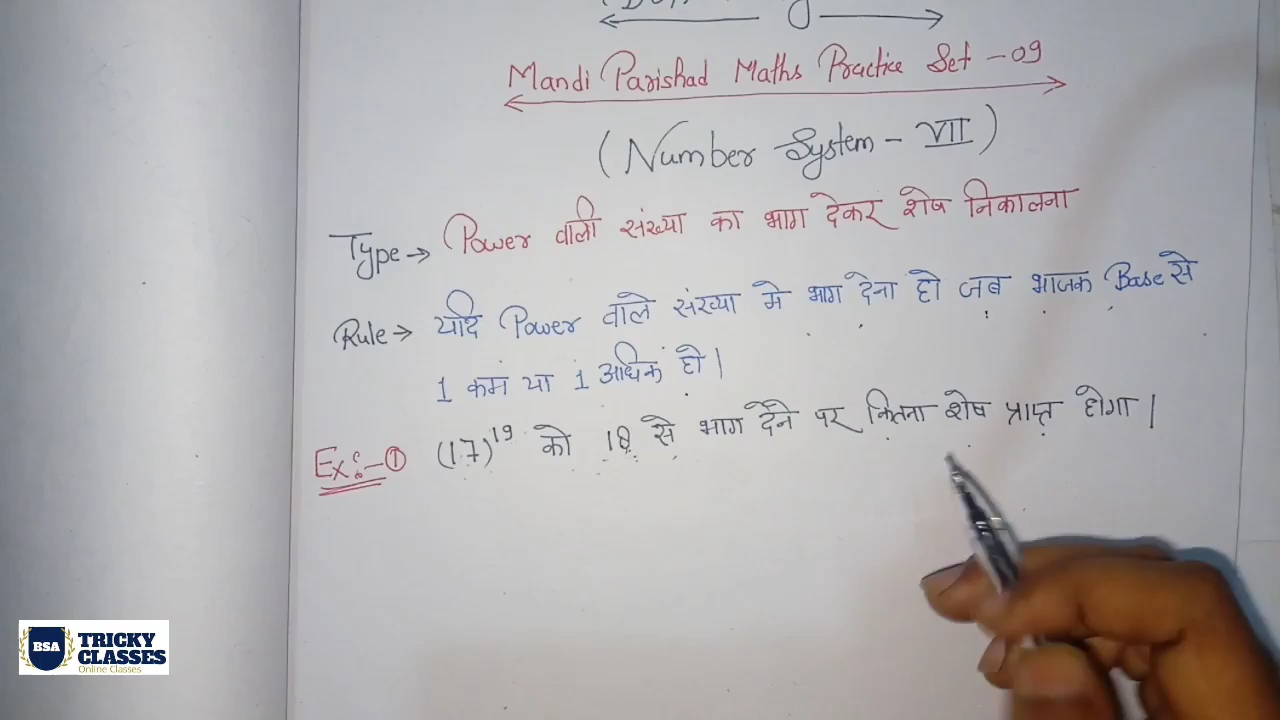 Mandi Parishad Maths Practice Set - 09
(Number System - VII)
Type→ Power वाली संख्या का भाग देकर शेष निकालना
Rule→ यदि Power वाले संख्या मे भाग देना हो जब भाजक Base से
1 कम या 1 अधिक हो |
Ex:-① (17)^19 को 18 से भाग देने पर कितना शेष प्राप्त होगा |
BSA
TRICKY
CLASSES
Online Classes